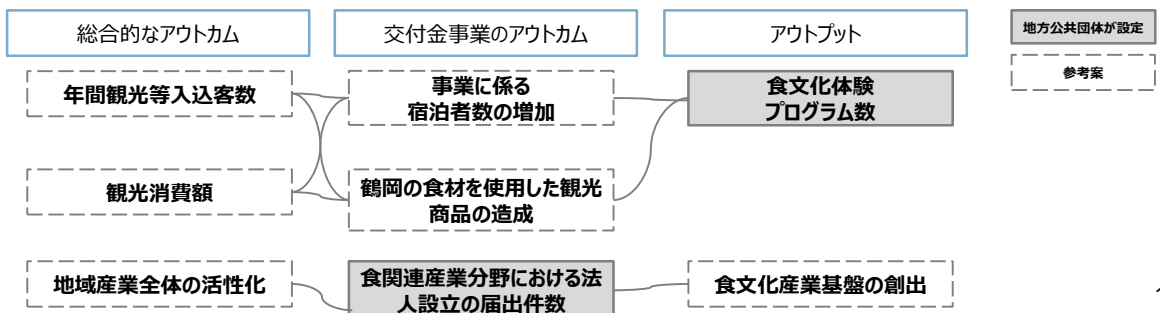 総合的なアウトカム
交付金事業のアウトカム
アウトプット
地方公共団体が設定
参考案
年間観光等入込客数
事業に係る
宿泊者数の増加
食文化体験
プログラム数
観光消費額
鶴岡の食材を使用した観光
商品の造成
地域産業全体の活性化
食関連産業分野における法
人設立の届出件数
食文化産業基盤の創出